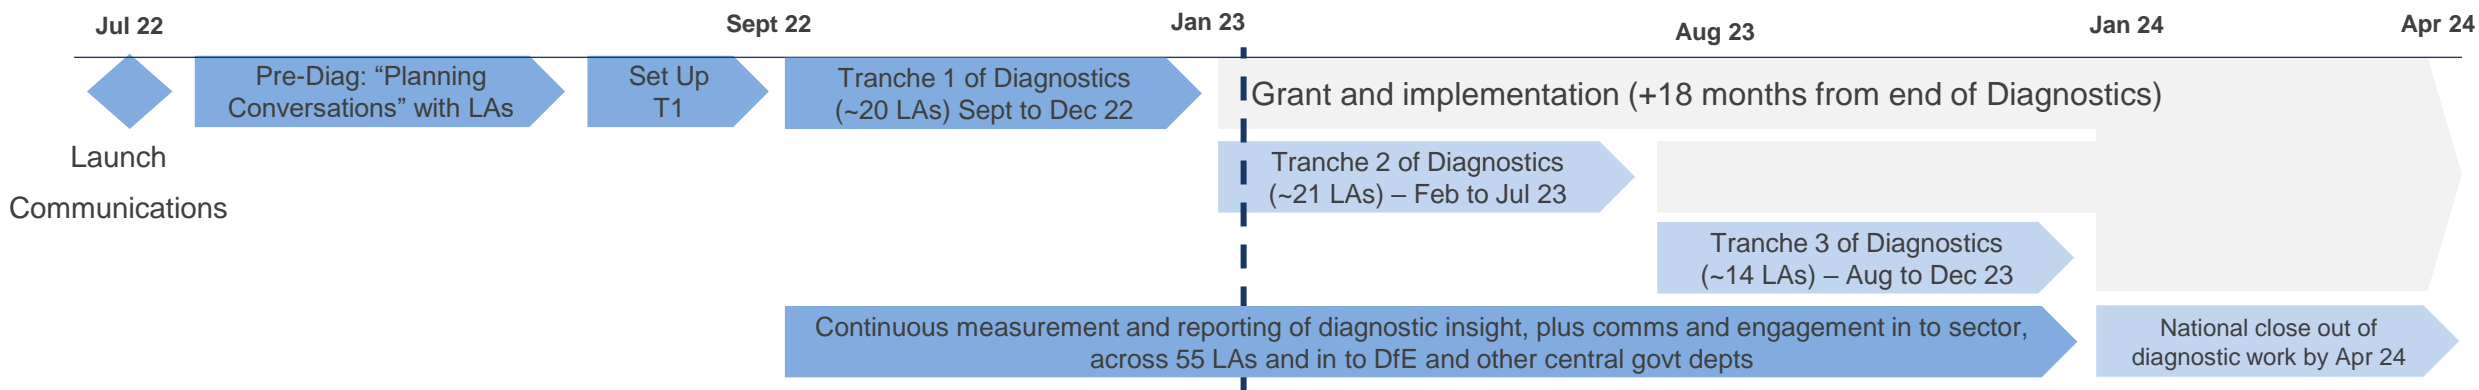 Jul 22
Sept 22
Jan 23
Aug 23
Jan 24
Apr 24
Pre-Diag: “Planning
Conversations” with LAs
Set Up
T1
Tranche 1 of Diagnostics
(~20 LAs) Sept to Dec 22
Grant and implementation (+18 months from end of Diagnostics)
Launch
Communications
Tranche 2 of Diagnostics
(~21 LAs) – Feb to Jul 23
Tranche 3 of Diagnostics
(~14 LAs) – Aug to Dec 23
Continuous measurement and reporting of diagnostic insight, plus comms and engagement in to sector,
across 55 LAs and in to DfE and other central govt depts
National close out of
diagnostic work by Apr 24